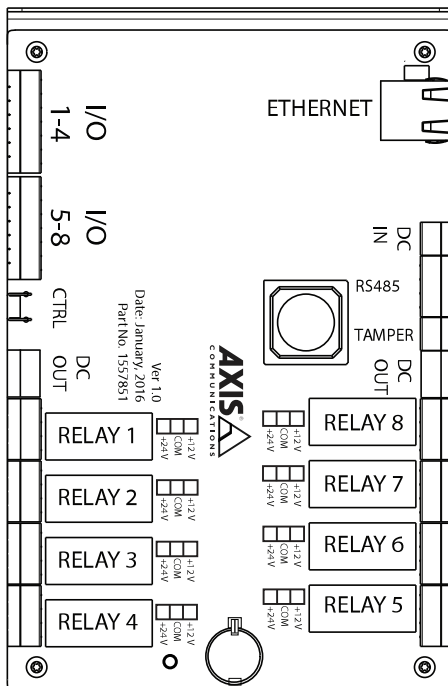 ETHERNET
I/O
1-4
I/O
5-8
DC
IN
CTRL
RS485
TAMPER
DC
OUT
DC
OUT
Ver 1.0
Date: January, 2016
Part No. 1557851
AXIS
COMMUNICATIONS
RELAY 1
+24V
COM
+12V
RELAY 8
+24V
COM
+12V
RELAY 2
+24V
COM
+12V
RELAY 7
+24V
COM
+12V
RELAY 3
+24V
COM
+12V
RELAY 6
+24V
COM
+12V
RELAY 4
+24V
COM
+12V
RELAY 5
+24V
COM
+12V